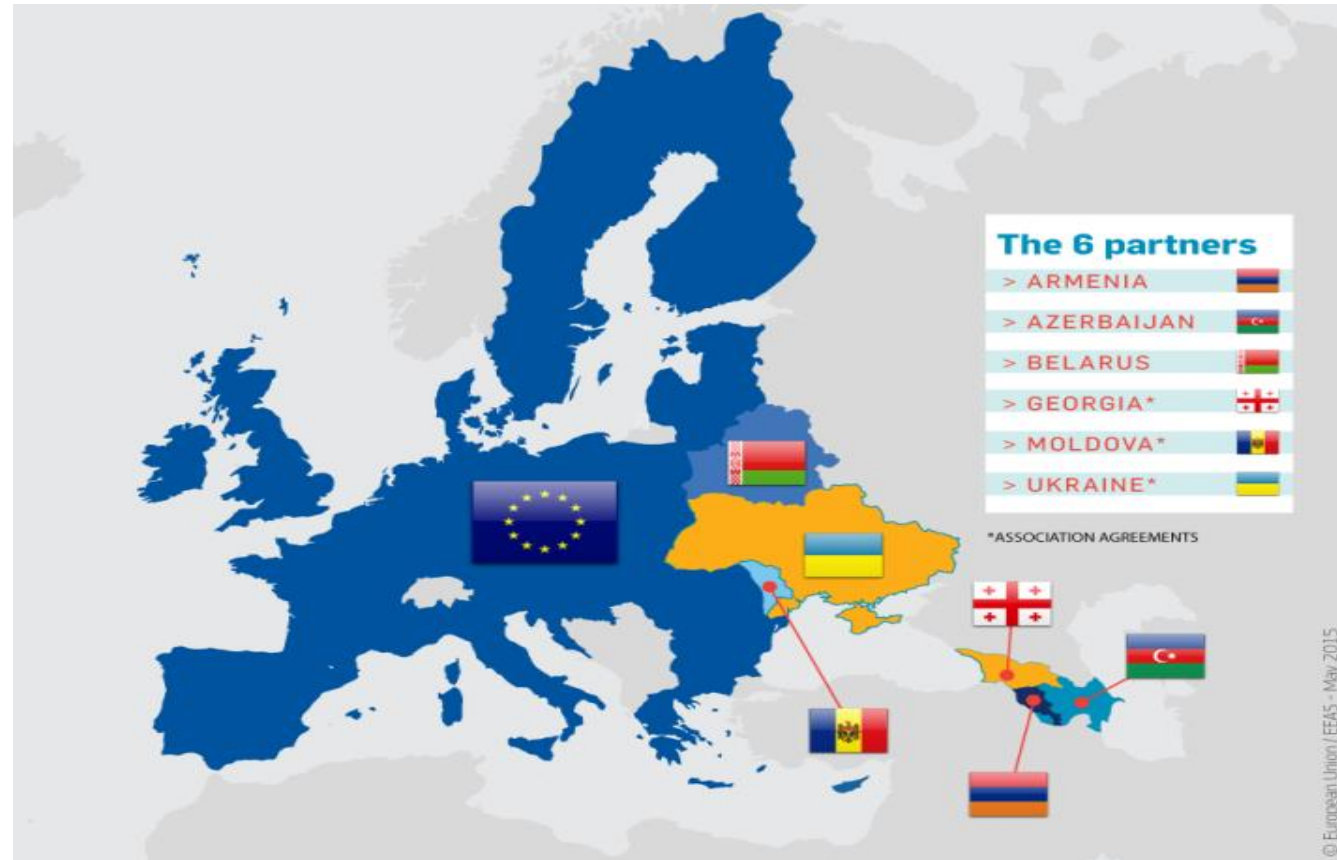 The 6 partners
> ARMENIA
> AZERBAIJAN
> BELARUS
> GEORGIA*
> MOLDOVA*
> UKRAINE*
*ASSOCIATION AGREEMENTS
© European Union / EEAS - May 2015